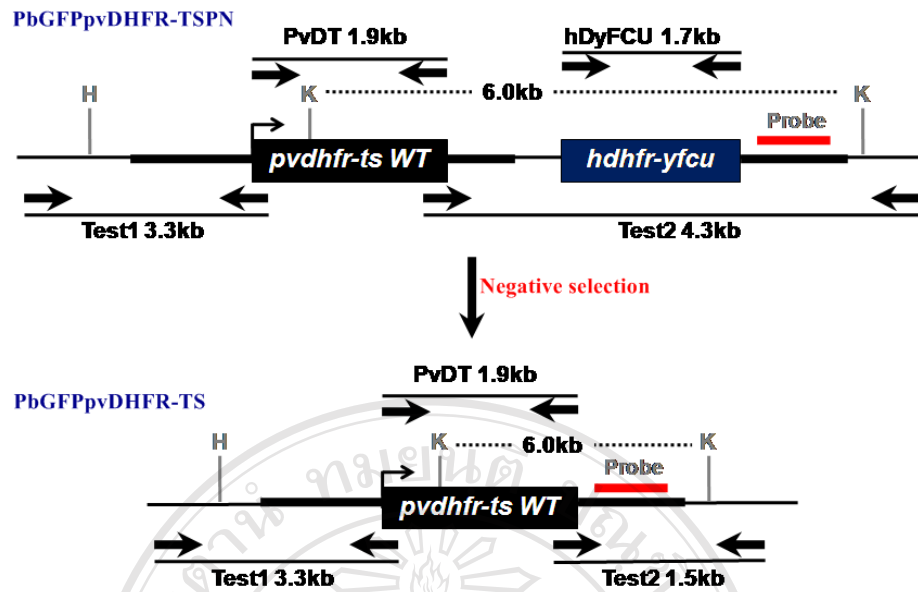 PbGFPpvDHFR-TSPN
PvDT 1.9kb
hDyFCU 1.7kb
H
K
6.0kb
K
Probe
pvdhfr-ts WT
hdhfr-yfcu
Test1 3.3kb
Test2 4.3kb
Negative selection
PvDT 1.9kb
PbGFPpvDHFR-TS
H
K
6.0kb
K
Probe
pvdhfr-ts WT
Test1 3.3kb
Test2 1.5kb